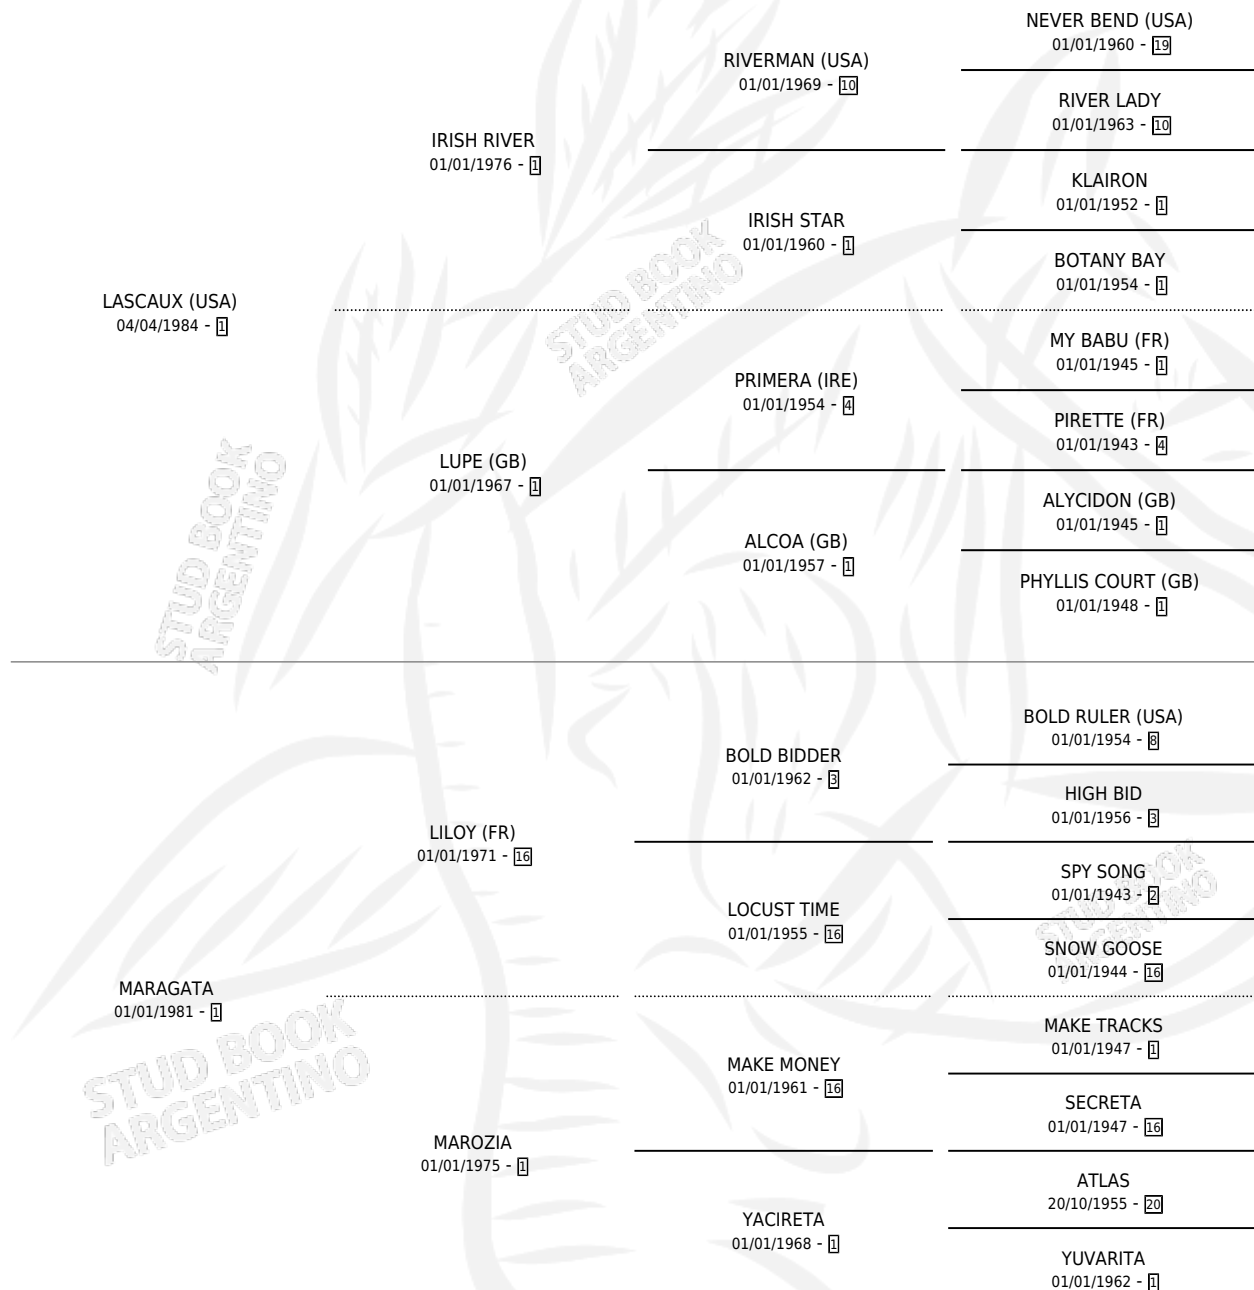 NEVER BEND (USA)
01/01/1960 - 19
RIVERMAN (USA)
01/01/1969 - 10
RIVER LADY
01/01/1963 - 10
IRISH RIVER
01/01/1976 - 1
KLAIRON
01/01/1952 - 1
IRISH STAR
01/01/1960 - 1
BOTANY BAY
01/01/1954 - 1
LASCAUX (USA)
04/04/1984 - 1
STUD BOOK
ARGENTINO
MY BABU (FR)
01/01/1945 - 1
PRIMERA (IRE)
01/01/1954 - 4
PIRETTE (FR)
01/01/1943 - 4
LUPE (GB)
01/01/1967 - 1
ALYCIDON (GB)
01/01/1945 - 1
ALCOA (GB)
01/01/1957 - 1
PHYLLIS COURT (GB)
01/01/1948 - 1
STUD BOOK
ARGENTINO
BOLD RULER (USA)
01/01/1954 - 8
BOLD BIDDER
01/01/1962 - 3
HIGH BID
01/01/1956 - 3
LILOY (FR)
01/01/1971 - 16
SPY SONG
01/01/1943 - 2
STUD BOOK
ARGENTINO
LOCUST TIME
01/01/1955 - 16
SNOW GOOSE
01/01/1944 - 16
MARAGATA
01/01/1981 - 1
STUD BOOK
ARGENTINO
MAKE TRACKS
01/01/1947 - 1
MAKE MONEY
01/01/1961 - 16
SECRETA
01/01/1947 - 16
MAROZIA
01/01/1975 - 1
ATLAS
20/10/1955 - 20
YACIRETA
01/01/1968 - 1
YUVARITA
01/01/1962 - 1